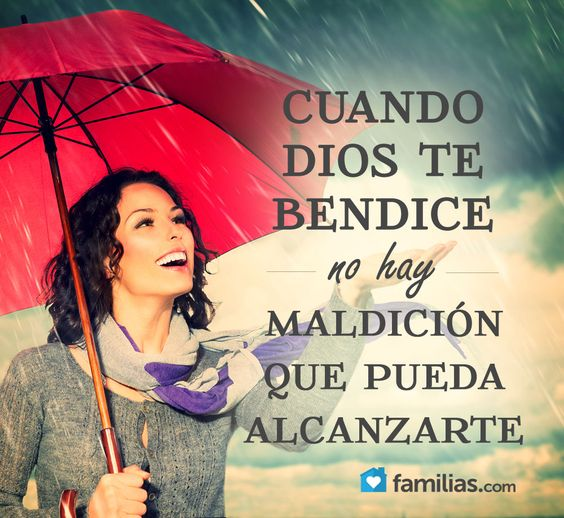 CUANDO
DIOS TE
BENDICE
no hay
MALDICIÓN
QUE PUEDA
ALCANZARTE
familias.com